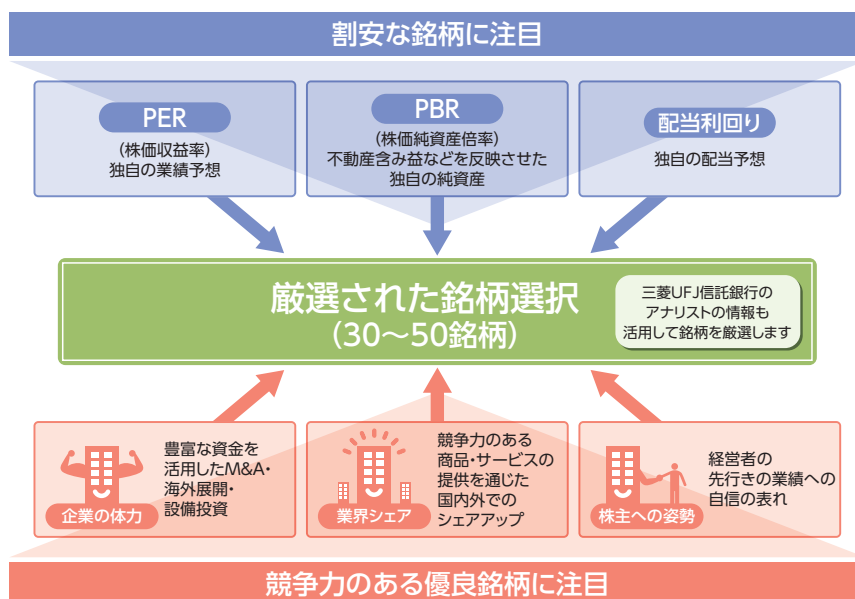 割安な銘柄に注目
PER
(株価収益率)
独自の業績予想
PBR
(株価純資産倍率)
不動産含み益などを反映させた
独自の純資産
配当利回り
独自の配当予想
厳選された銘柄選択
(30〜50銘柄)
三菱UFJ信託銀行の
アナリストの情報も
活用して銘柄を厳選します
豊富な資金を
活用したM&A・
海外展開・
設備投資
企業の体力
競争力のある
商品・サービスの
提供を通じた
国内外での
シェアアップ
業界シェア
経営者の
先行きの業績への
自信の表れ
株主への姿勢
競争力のある優良銘柄に注目